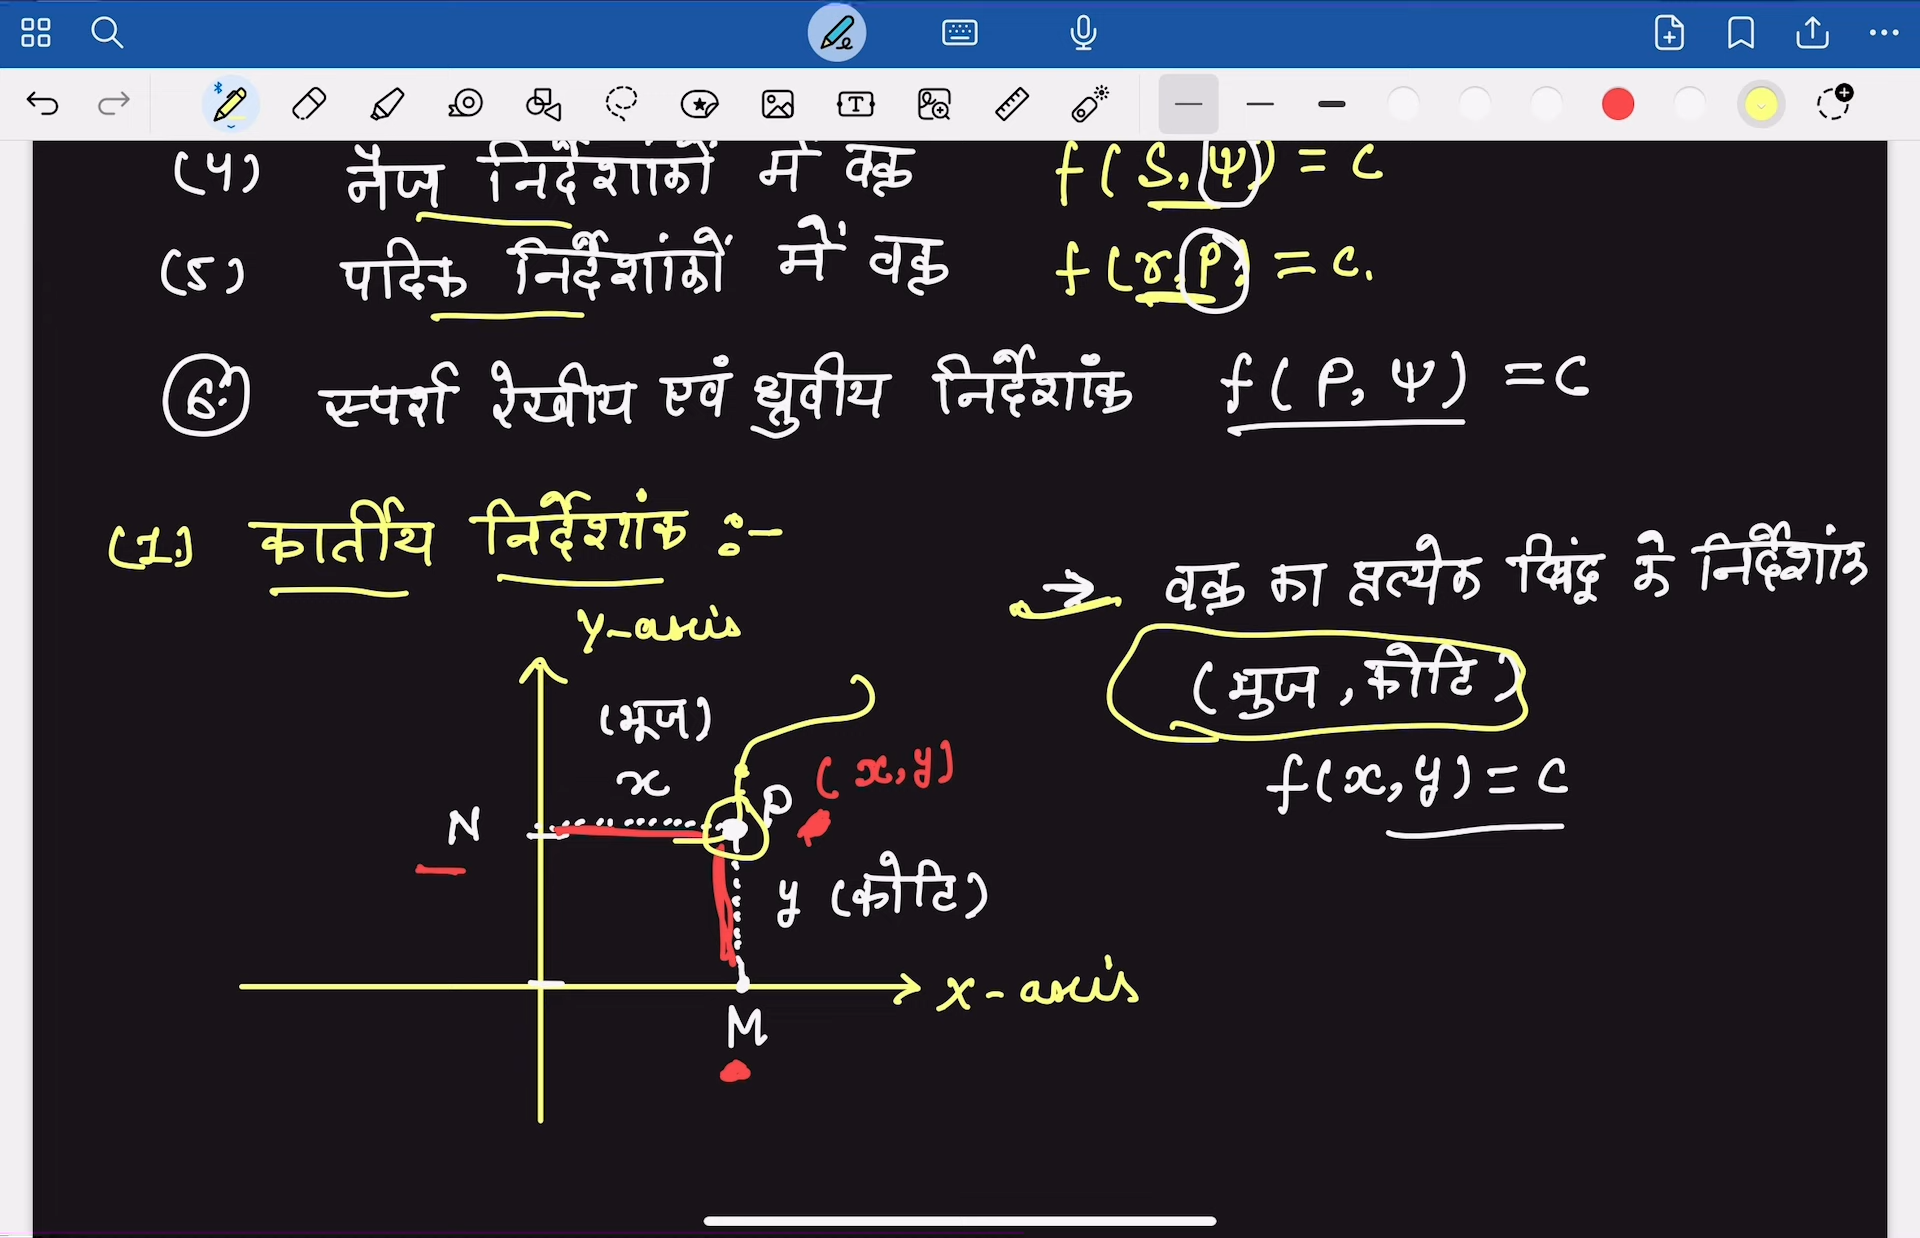 (4) नैज निर्देशांकों में वक्र f(S, Ψ) = C
(5) पदिक निर्देशांकों में वक्र f(r, P) = C.
6. स्पर्श रेखीय एवं ध्रुवीय निर्देशांक f(P, Ψ) = C
(1.) कार्तीय निर्देशांक :-
→ वक्र का प्रत्येक बिंदू के निर्देशांक
(भुज, कोटि)
f(x, y) = C
y-axis
(भूज)
x
P (x, y)
N
y (कोटि)
x-axis
M